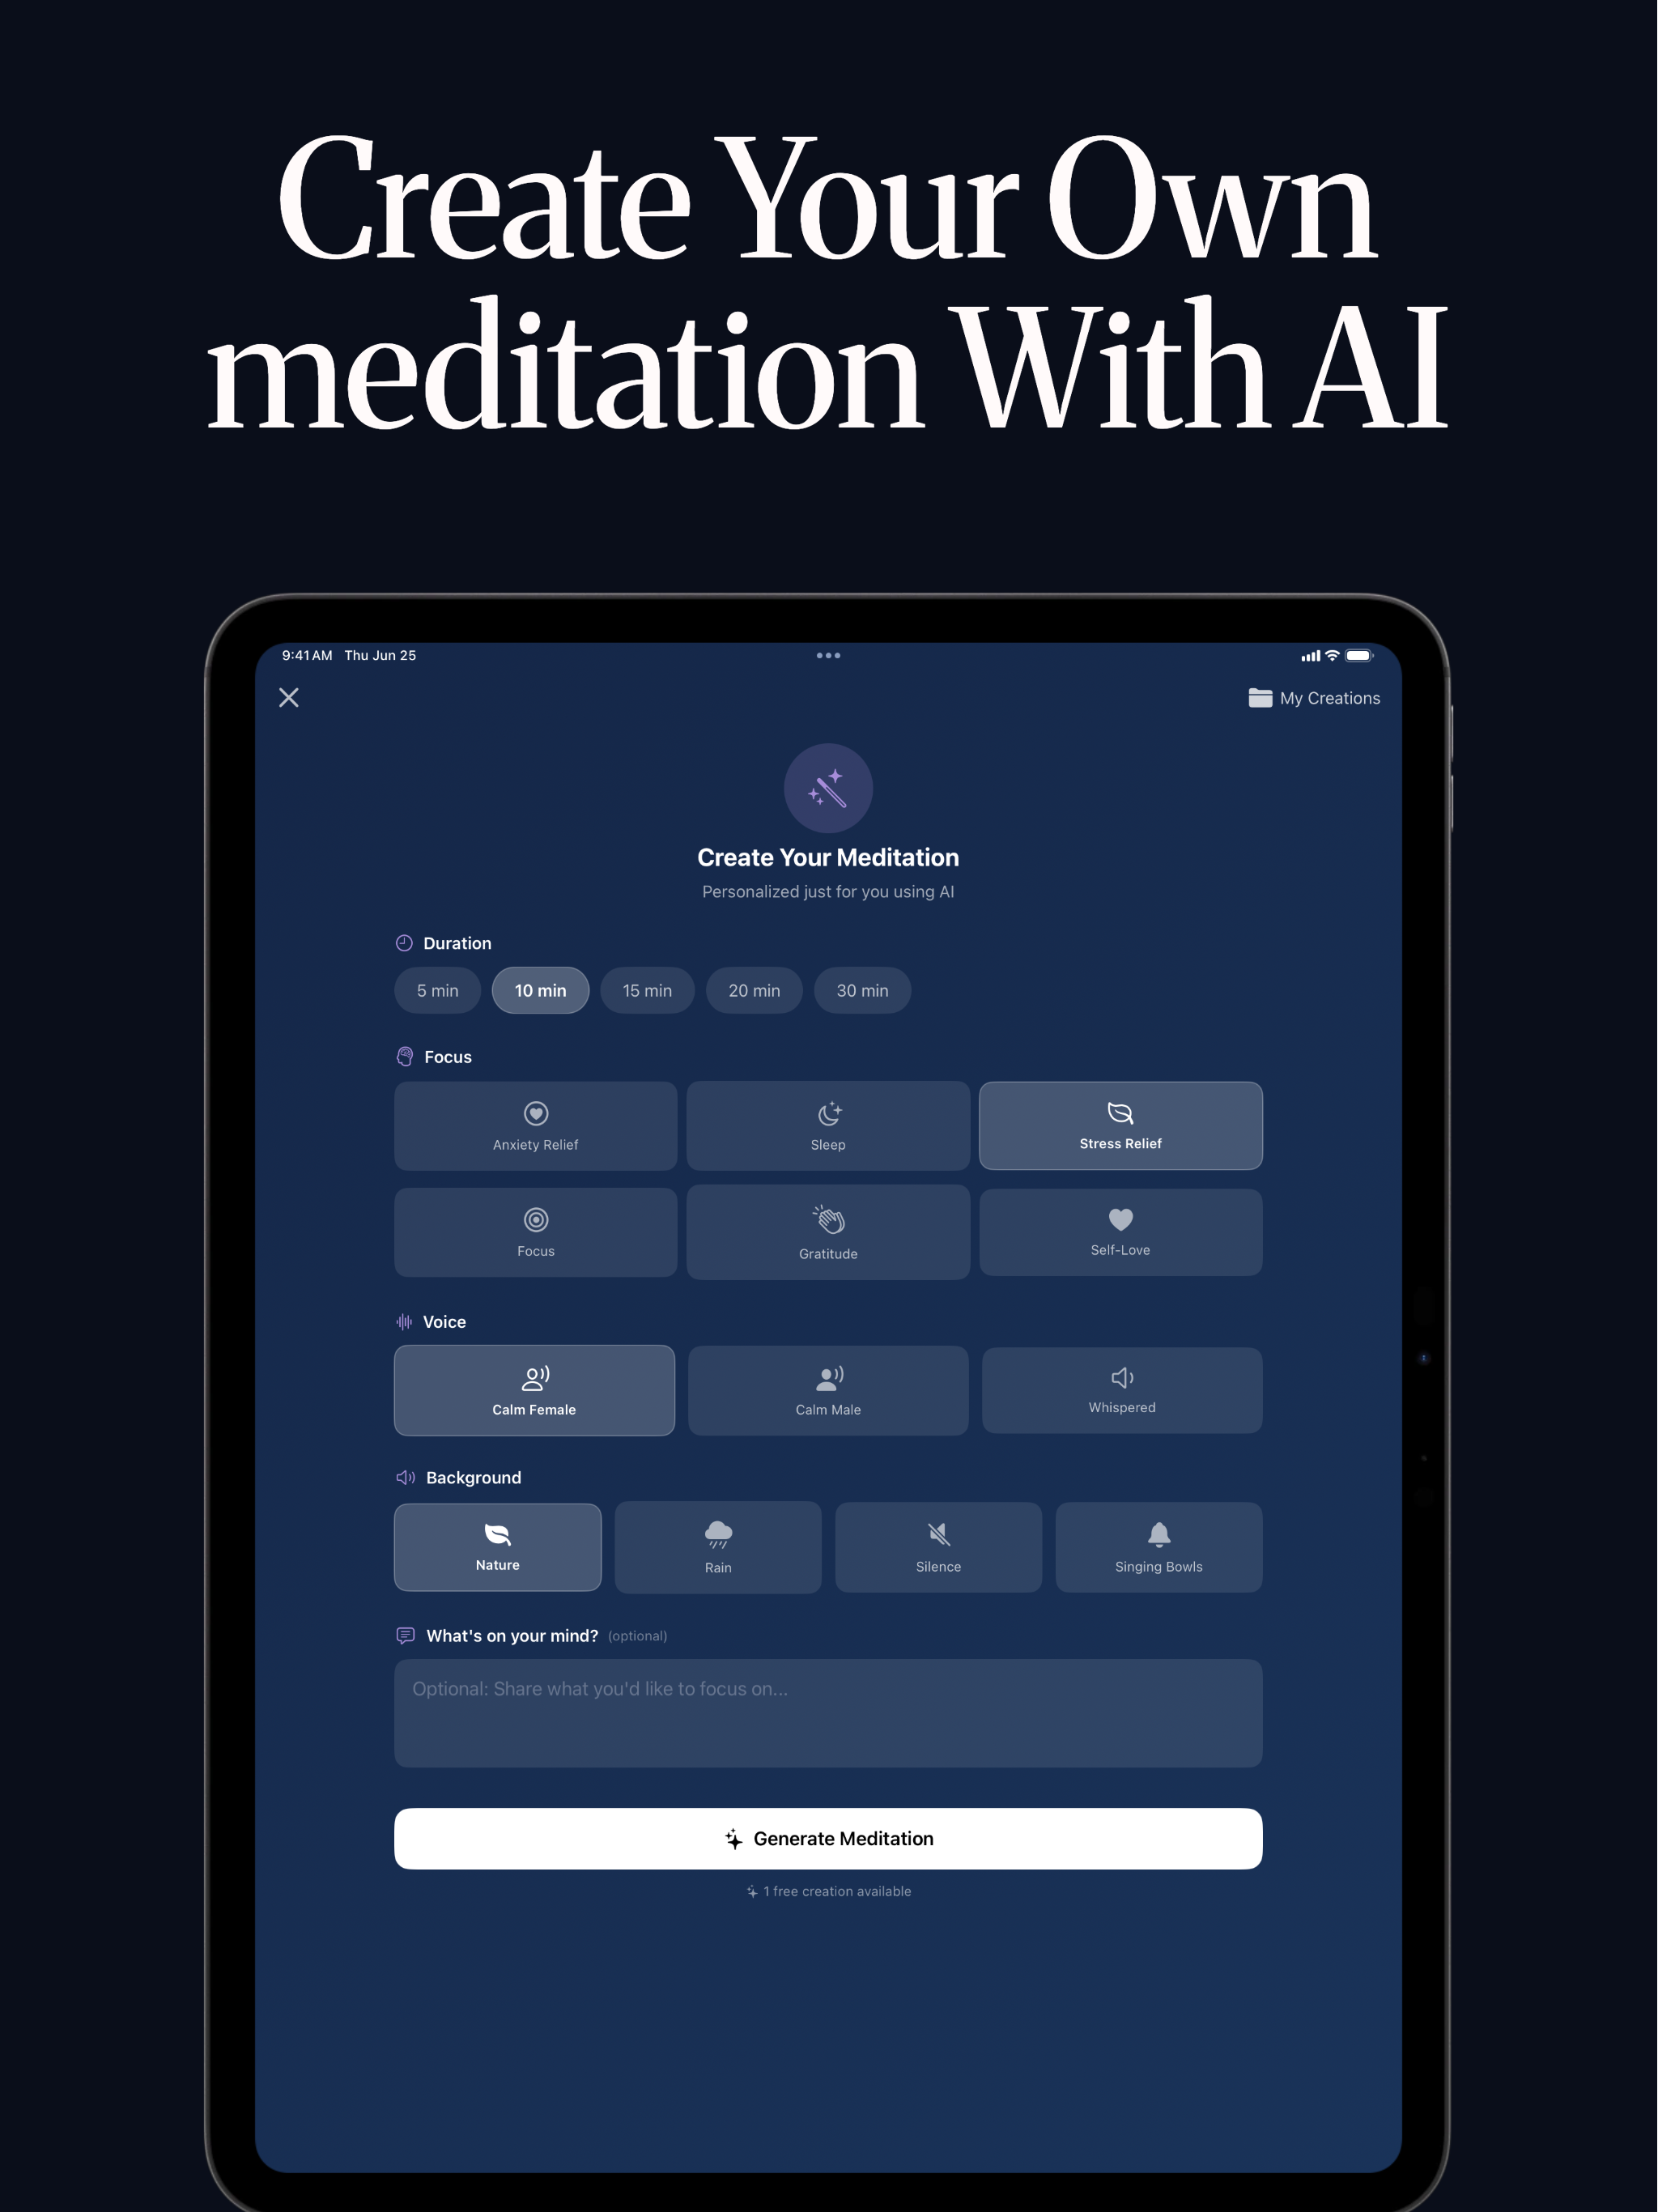 Create Your Own
meditation With AI
9:41 AM Thu Jun 25
My Creations
Create Your Meditation
Personalized just for you using AI
Duration
5 min 10 min 15 min 20 min 30 min
Focus
Anxiety Relief Sleep Stress Relief
Focus Gratitude Self-Love
Voice
Calm Female Calm Male Whispered
Background
Nature Rain Silence Singing Bowls
What's on your mind? (optional)
Optional: Share what you'd like to focus on...
Generate Meditation
1 free creation available